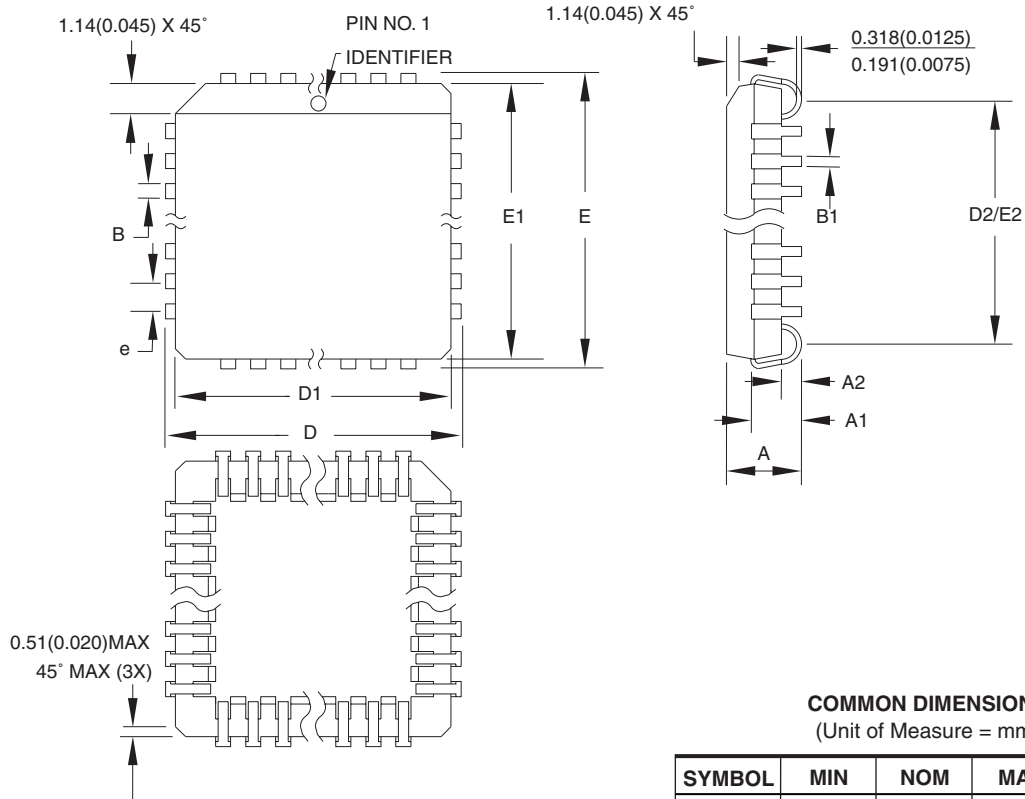 1.14(0.045) X 45˚
PIN NO. 1
IDENTIFIER
1.14(0.045) X 45˚
0.318(0.0125)
0.191(0.0075)
B
e
E1
E
B1
D2/E2
A2
A1
A
D1
D
0.51(0.020)MAX
45˚ MAX (3X)
COMMON DIMENSION
(Unit of Measure = mm
SYMBOL MIN NOM MA